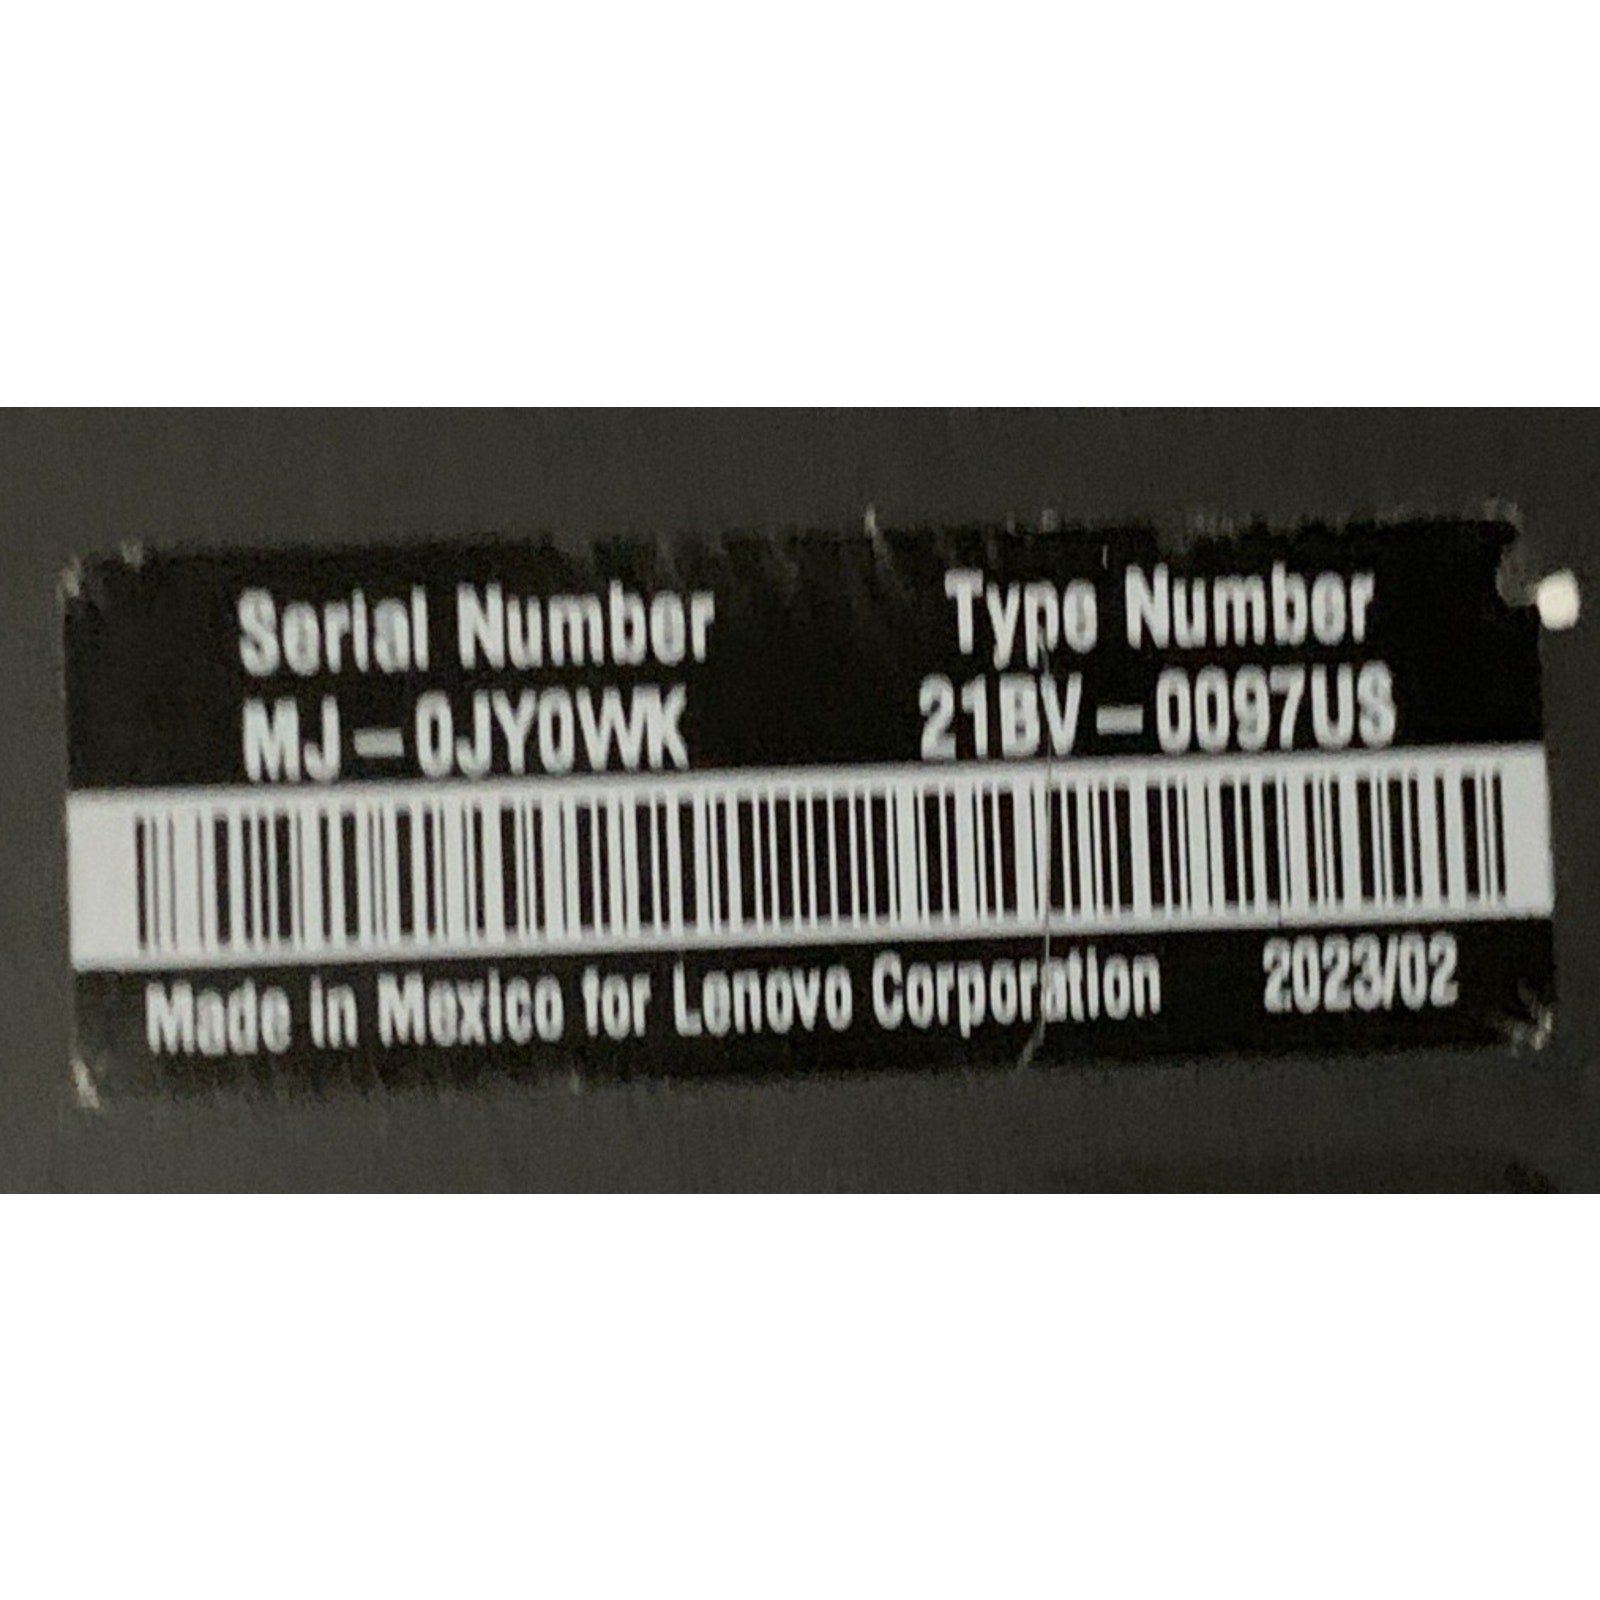 Serial Number Type Number
MJ-0JY0WK 21BV-0097US
Made in Mexico for Lenovo Corporation 2023/02